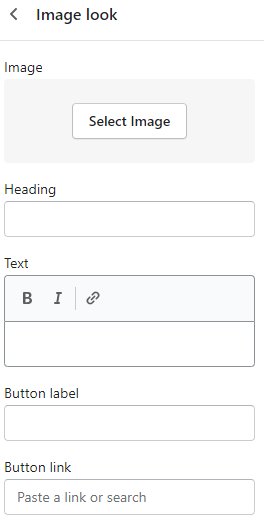 Image look
Image
Select Image
Heading
Text
B I
Button label
Button link
Paste a link or search